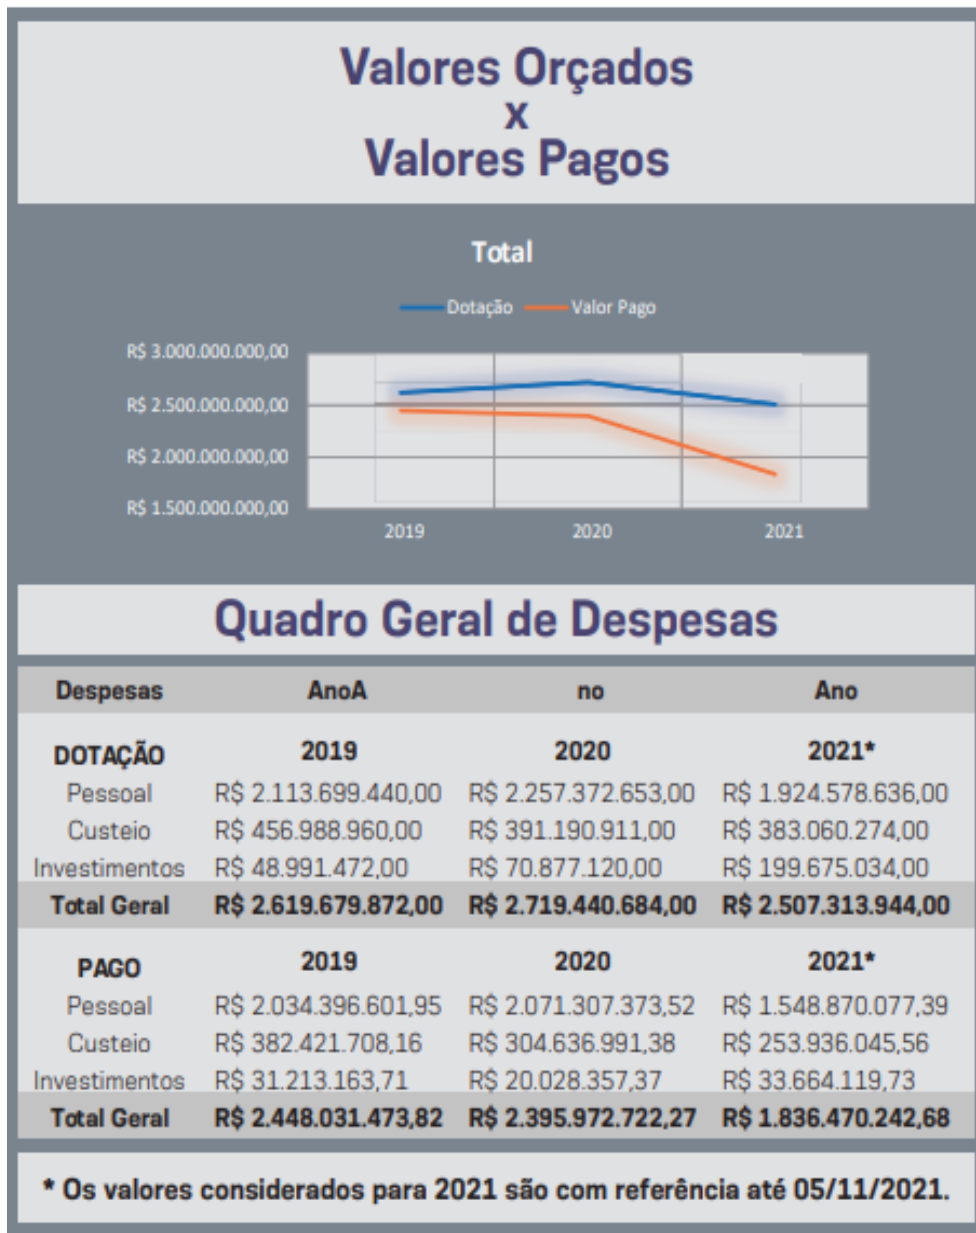 Valores Orçados
x
Valores Pagos
Total
Dotação Valor Pago
R$ 3.000.000.000,00
R$ 2.500.000.000,00
R$ 2.000.000.000,00
R$ 1.500.000.000,00
2019 2020 2021
Quadro Geral de Despesas
Despesas AnoA no Ano
DOTAÇÃO 2019 2020 2021*
Pessoal R$ 2.113.699.440,00 R$ 2.257.372.653,00 R$ 1.924.578.636,00
Custeio R$ 456.988.960,00 R$ 391.190.911,00 R$ 383.060.274,00
Investimentos R$ 48.991.472,00 R$ 70.877.120,00 R$ 199.675.034,00
Total Geral R$ 2.619.679.872,00 R$ 2.719.440.684,00 R$ 2.507.313.944,00
PAGO 2019 2020 2021*
Pessoal R$ 2.034.396.601,95 R$ 2.071.307.373,52 R$ 1.548.870.077,39
Custeio R$ 382.421.708,16 R$ 304.636.991,38 R$ 253.936.045,56
Investimentos R$ 31.213.163,71 R$ 20.028.357,37 R$ 33.664.119,73
Total Geral R$ 2.448.031.473,82 R$ 2.395.972.722,27 R$ 1.836.470.242,68
* Os valores considerados para 2021 são com referência até 05/11/2021.